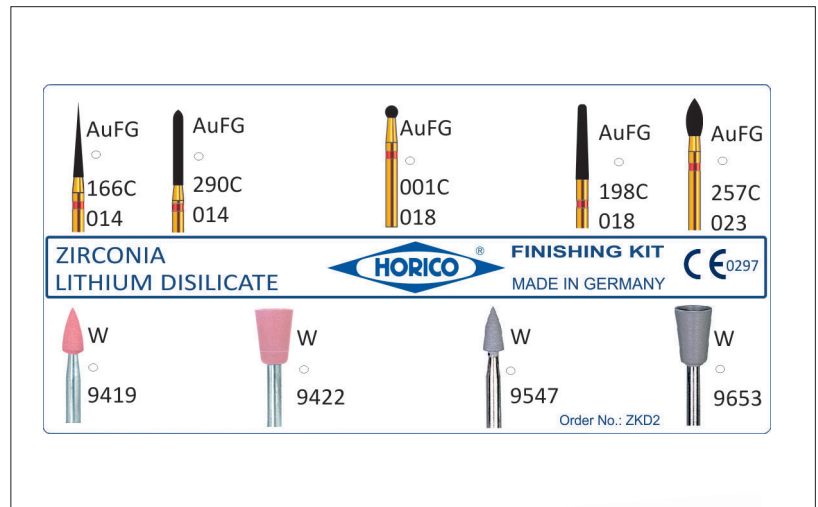 AuFG
166C
014
AuFG
290C
014
AuFG
001C
018
AuFG
198C
018
AuFG
257C
023
ZIRCONIA
LITHIUM DISILICATE
HORICO®
FINISHING KIT
MADE IN GERMANY
CE 0297
W
9419
W
9422
W
9547
W
9653
Order No.: ZKD2